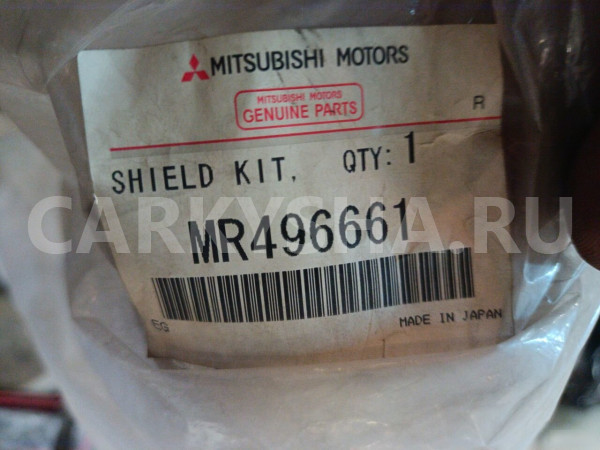 MITSUBISHI MOTORS
MITSUBISHI MOTORS
GENUINE PARTS
R
SHIELD KIT, QTY: 1
CARKYSHA.RU
MR496661
EG
MADE IN JAPAN